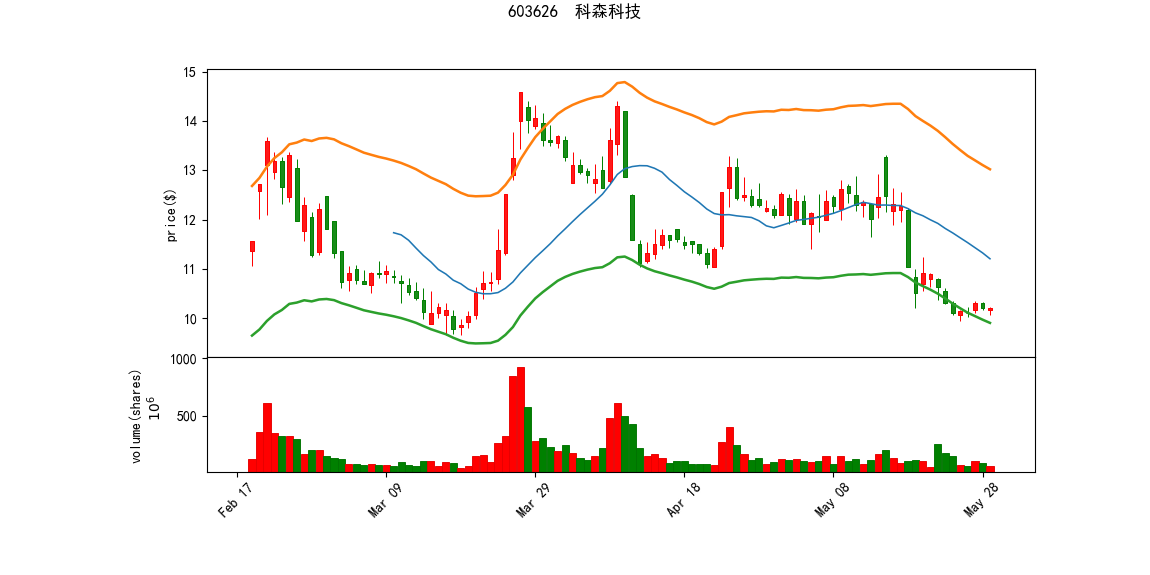 603626 科森科技
price($)
15
14
13
12
11
10
volume(shares)
10^6
1000
500
Feb 17
Mar 09
Mar 29
Apr 18
May 08
May 28